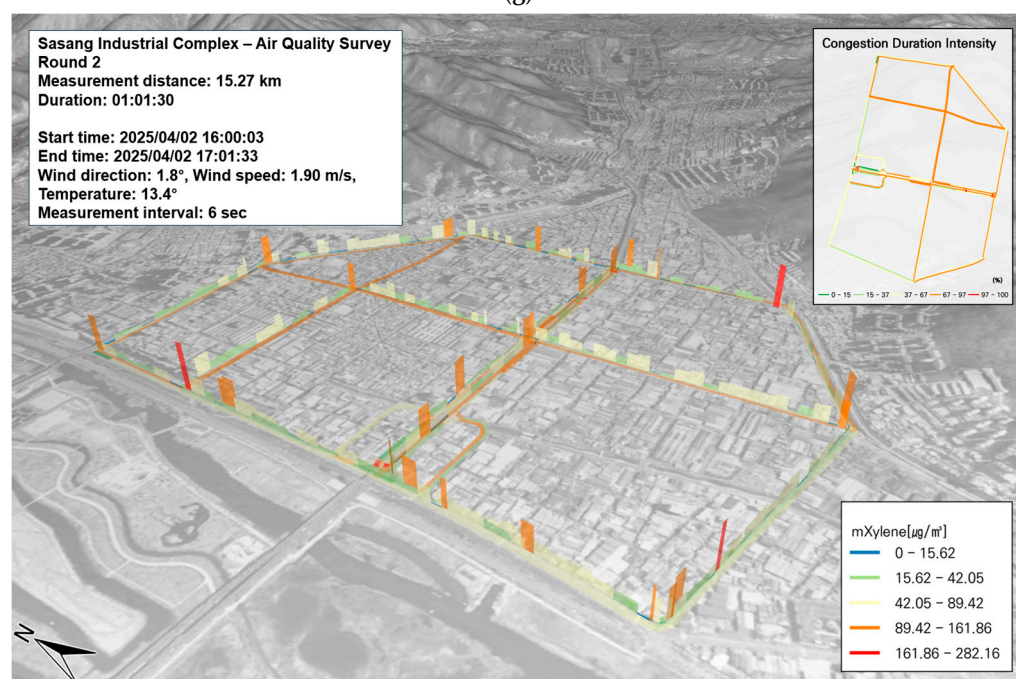 (g)
Sasang Industrial Complex – Air Quality Survey
Round 2
Measurement distance: 15.27 km
Duration: 01:01:30
Start time: 2025/04/02 16:00:03
End time: 2025/04/02 17:01:33
Wind direction: 1.8°, Wind speed: 1.90 m/s,
Temperature: 13.4°
Measurement interval: 6 sec
Congestion Duration Intensity
(%)
0 – 15 15 – 37 37 – 67 67 – 97 97 – 100
mXylene[㎍/㎥]
0 – 15.62
15.62 – 42.05
42.05 – 89.42
89.42 – 161.86
161.86 – 282.16
N